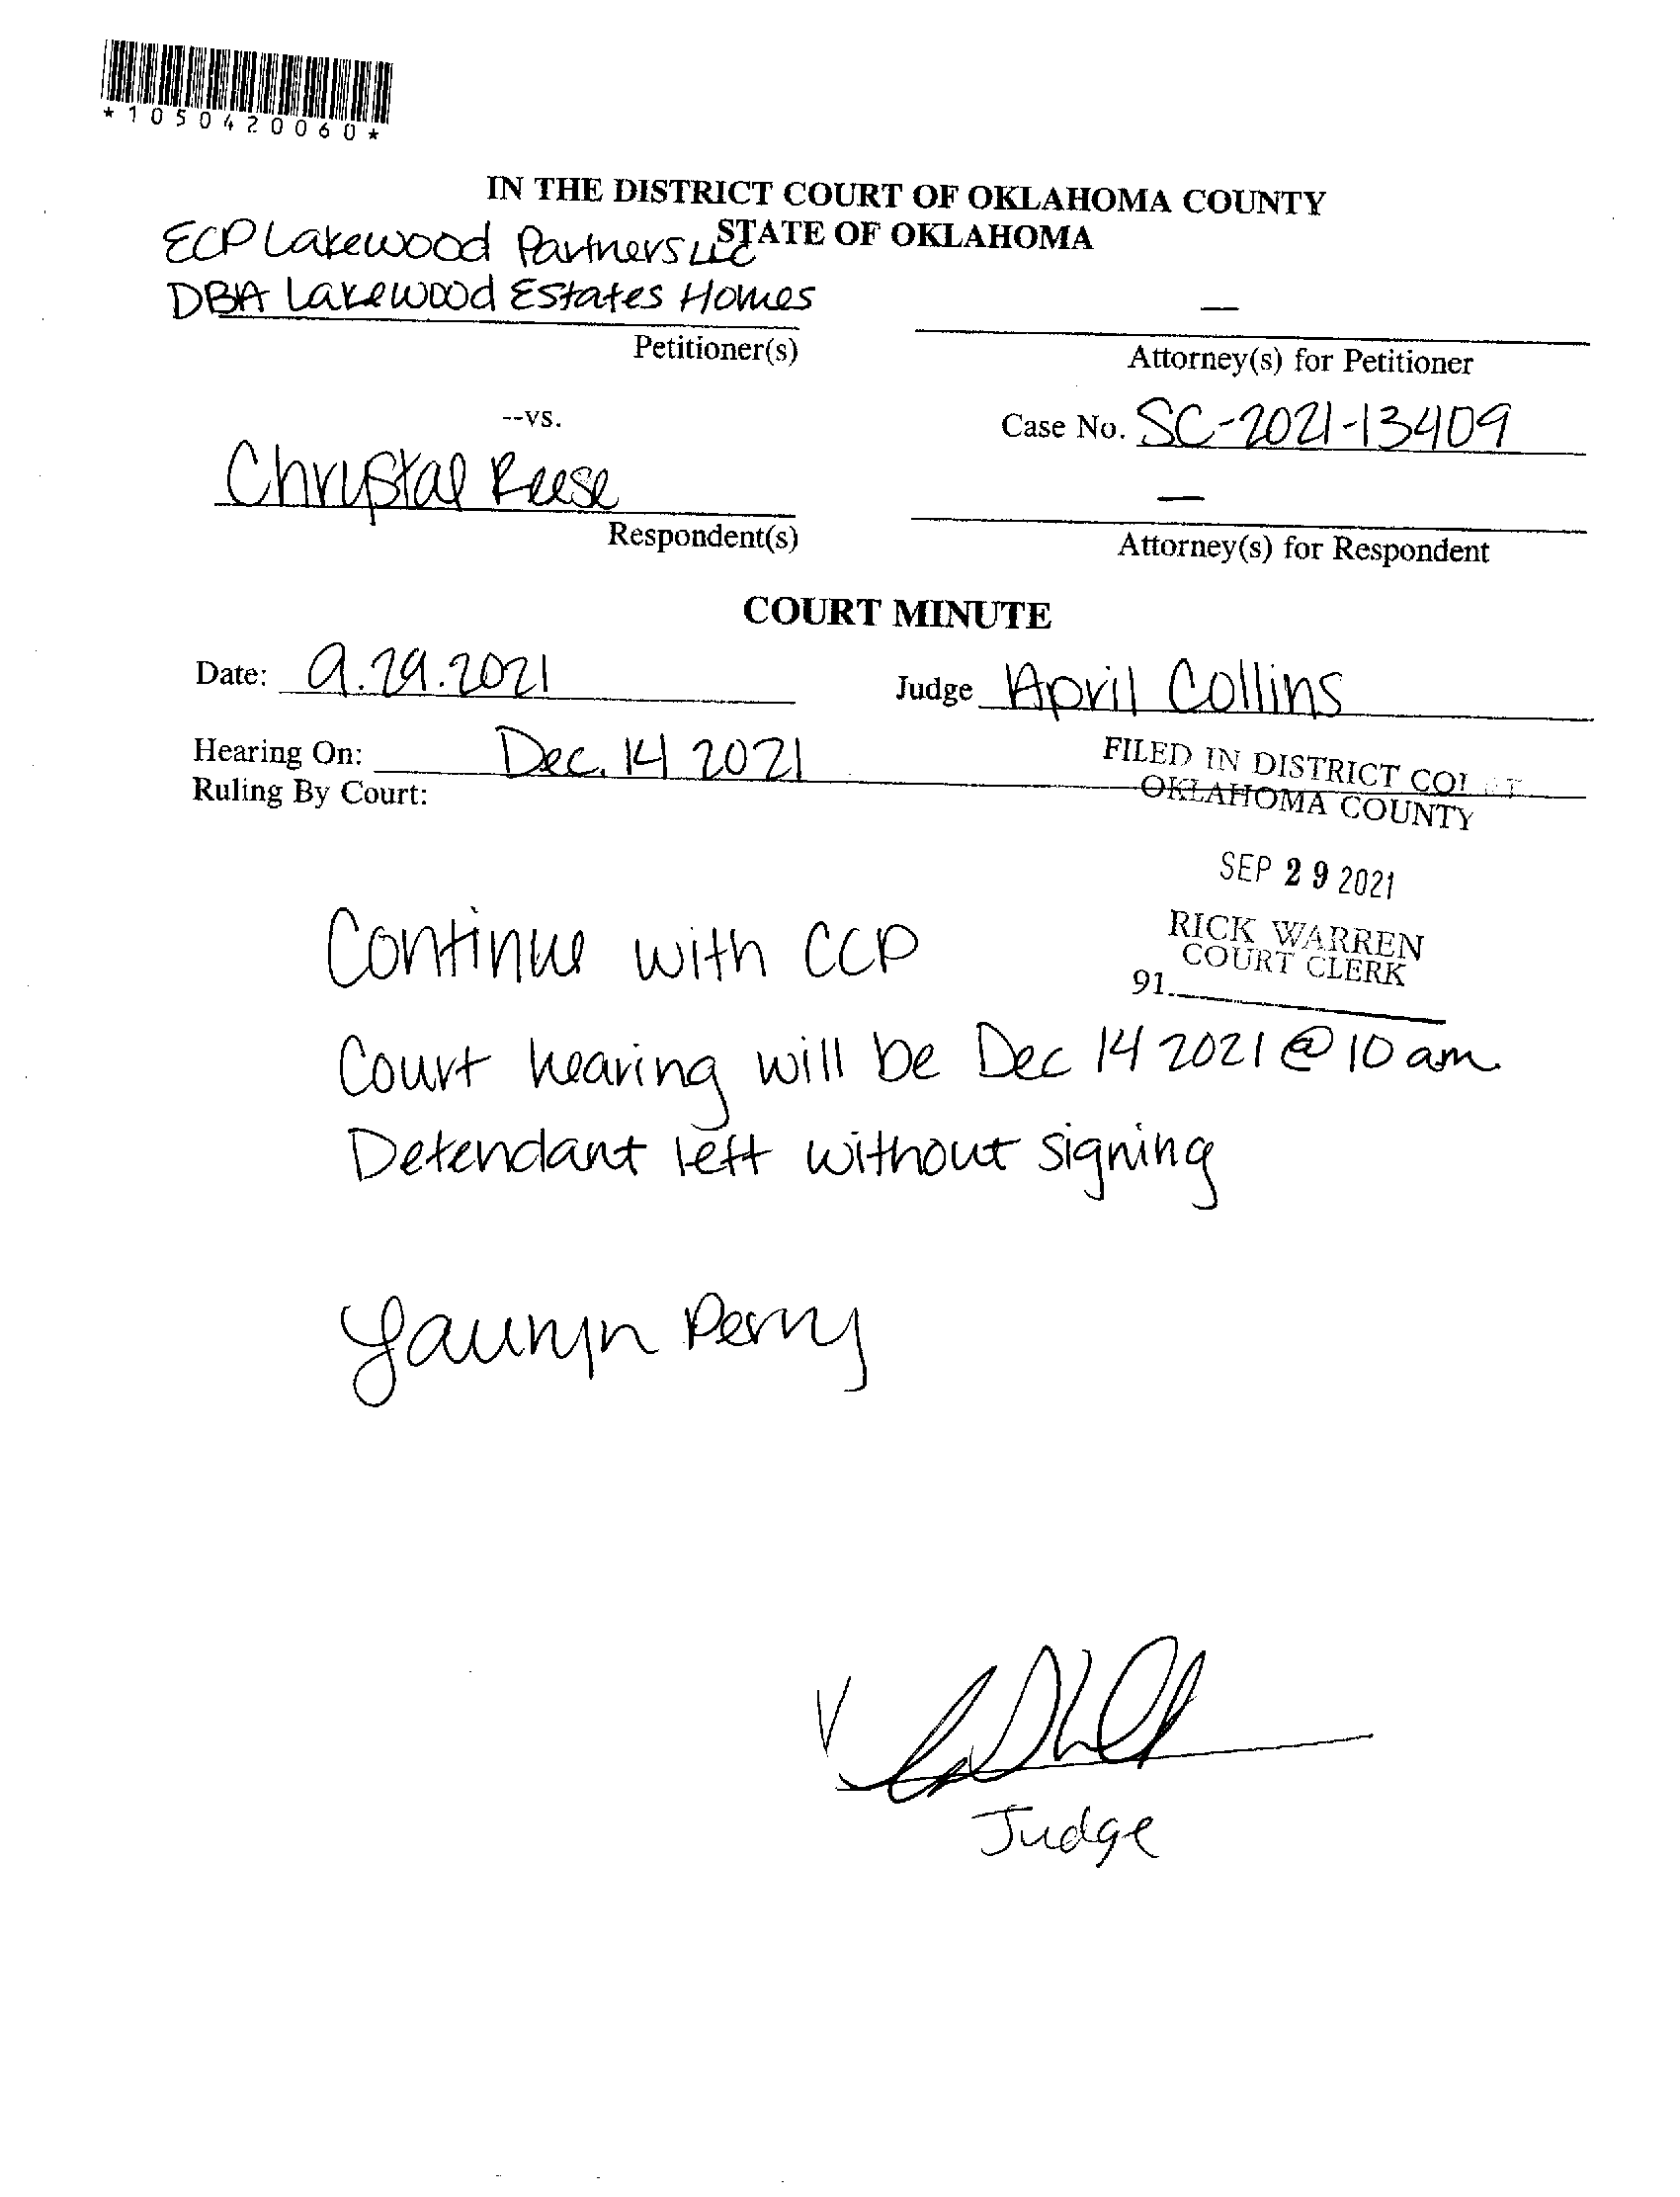 *1050420060*
IN THE DISTRICT COURT OF OKLAHOMA COUNTY
STATE OF OKLAHOMA
ECP Lakewood Partners LLC
DBA Lakewood Estates Homes
Petitioner(s)
Attorney(s) for Petitioner
--vs.
Case No. SC-2021-13409
Chrystal Reese
Respondent(s)
Attorney(s) for Respondent
COURT MINUTE
Date: 9.29.2021
Judge April Collins
Hearing On: Dec. 14 2021
Ruling By Court:
FILED IN DISTRICT COURT
OKLAHOMA COUNTY
SEP 29 2021
RICK WARREN
COURT CLERK
91
Continue with CCP
Court hearing will be Dec 14 2021 @ 10 am
Defendant left without signing
Lauryn Perry
Judge